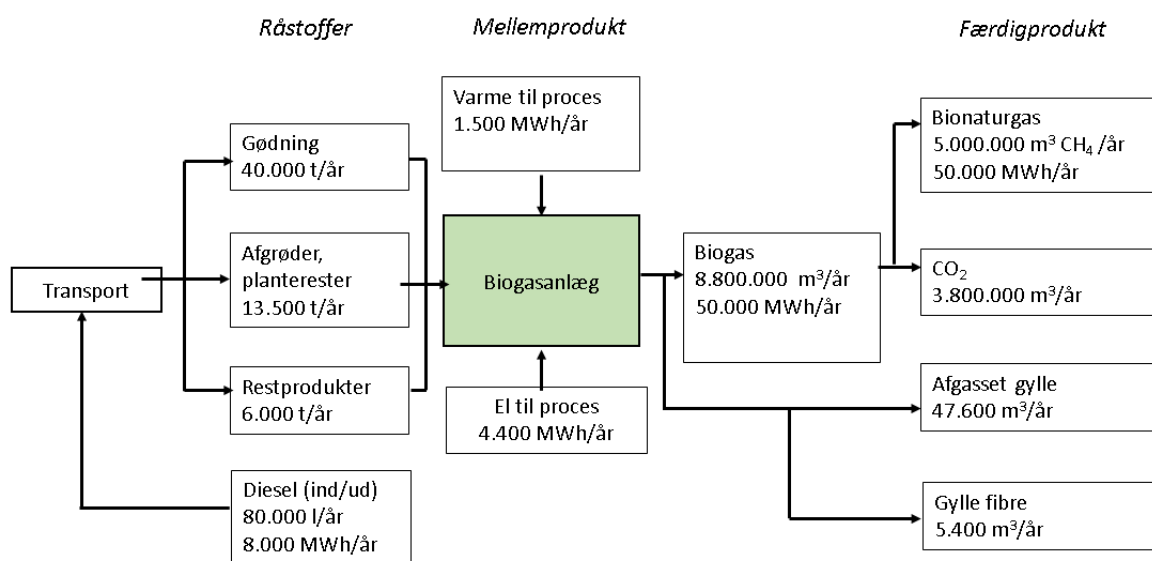 Råstoffer
Mellemprodukt
Færdigprodukt
Varme til proces
1.500 MWh/år
Gødning
40.000 t/år
Bionaturgas
5.000.000 m³ CH₄ /år
50.000 MWh/år
Transport
Afgrøder,
planterester
13.500 t/år
Biogasanlæg
Biogas
8.800.000 m³/år
50.000 MWh/år
CO₂
3.800.000 m³/år
Restprodukter
6.000 t/år
El til proces
4.400 MWh/år
Afgasset gylle
47.600 m³/år
Diesel (ind/ud)
80.000 l/år
8.000 MWh/år
Gylle fibre
5.400 m³/år